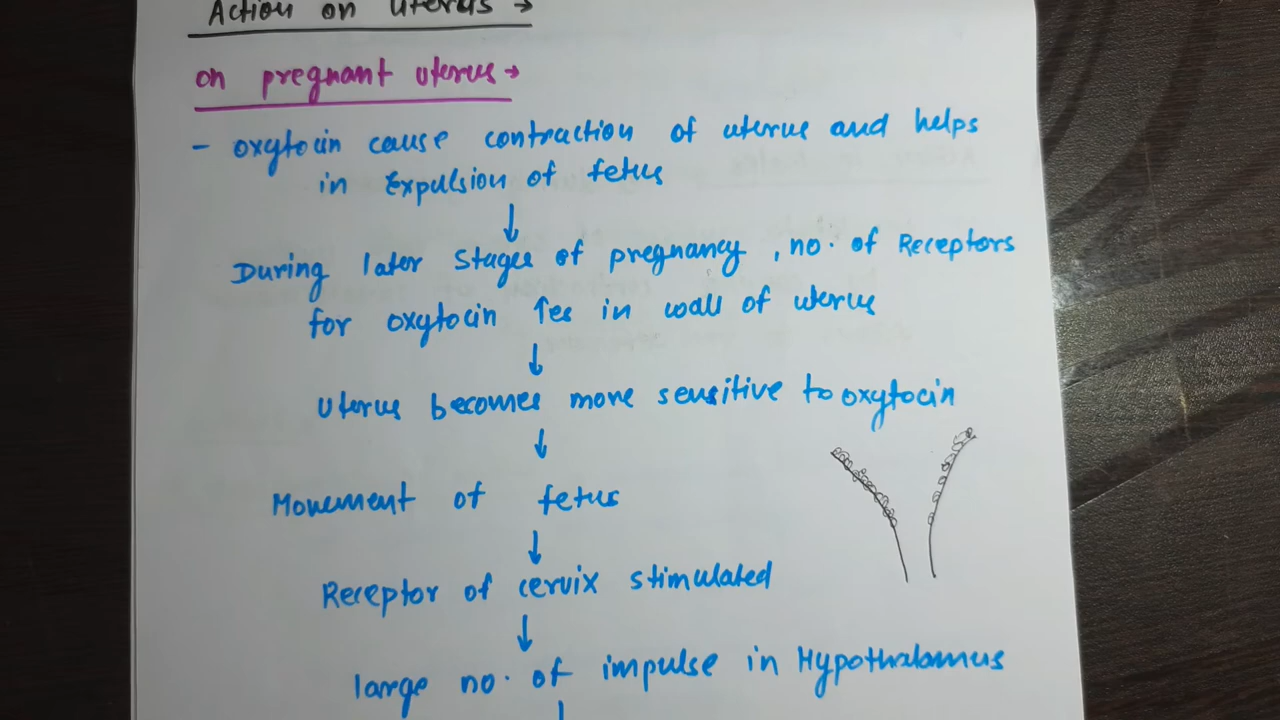 Action on uterus →
on pregnant uterus →
- oxytocin cause contraction of uterus and helps
in Expulsion of fetus
↓
During later stages of pregnancy, no. of Receptors
for oxytocin ↑es in wall of uterus
↓
Uterus becomes more sensitive to oxytocin
↓
Movement of fetus
↓
Receptor of cervix stimulated
↓
large no. of impulse in Hypothalamus
↓